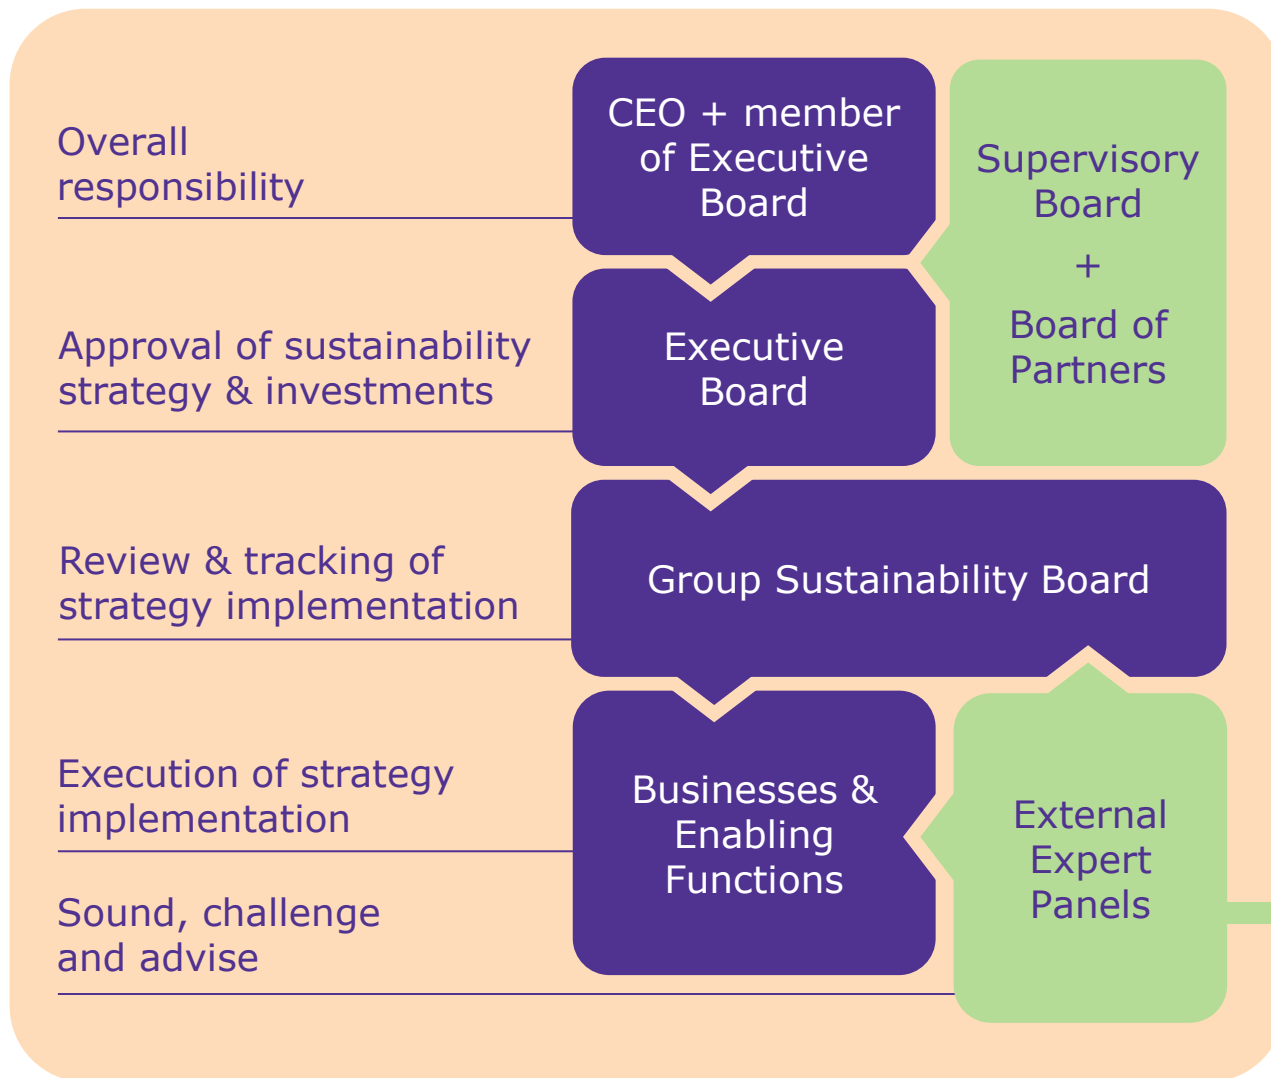 Overall
responsibility
CEO + member
of Executive
Board
Supervisory
Board
+
Board of
Partners
Approval of sustainability
strategy & investments
Executive
Board
Review & tracking of
strategy implementation
Group Sustainability Board
Execution of strategy
implementation
Businesses &
Enabling
Functions
External
Expert
Panels
Sound, challenge
and advise